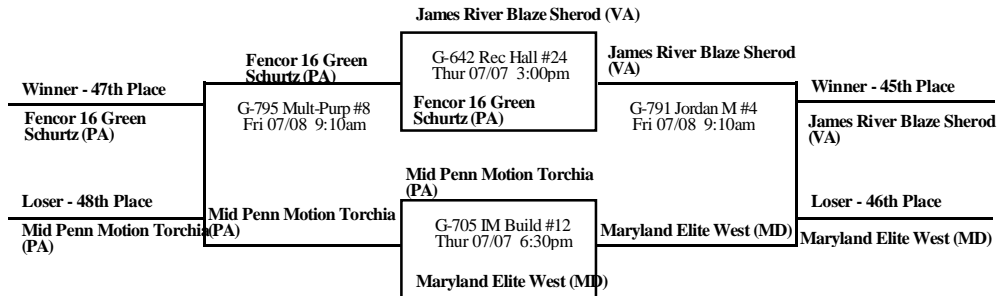 James River Blaze Sherod (VA)
G-642 Rec Hall #24
Thur 07/07 3:00pm
Fencor 16 Green
Schurtz (PA)
Fencor 16 Green
Schurtz (PA)
James River Blaze Sherod
(VA)
Winner - 47th Place
Fencor 16 Green
Schurtz (PA)
G-795 Mult-Purp #8
Fri 07/08 9:10am
G-791 Jordan M #4
Fri 07/08 9:10am
Winner - 45th Place
James River Blaze Sherod
(VA)
Mid Penn Motion Torchia
(PA)
Loser - 48th Place
Mid Penn Motion Torchia
(PA)
Mid Penn Motion Torchia
(PA)
G-705 IM Build #12
Thur 07/07 6:30pm
Maryland Elite West (MD)
Maryland Elite West (MD)
Loser - 46th Place
Maryland Elite West (MD)